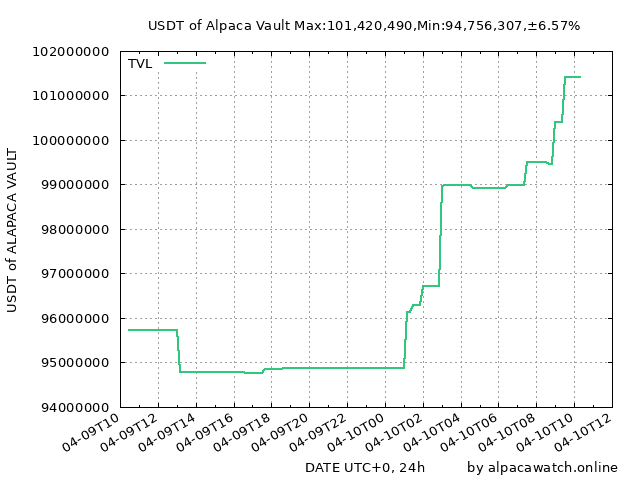 USDT of Alpaca Vault Max:101,420,490,Min:94,756,307,±6.57%
TVL
USDT of ALAPACA VAULT
102000000
101000000
100000000
99000000
98000000
97000000
96000000
95000000
94000000
04-09T10
04-09T12
04-09T14
04-09T16
04-09T18
04-09T20
04-09T22
04-10T00
04-10T02
04-10T04
04-10T06
04-10T08
04-10T10
04-10T12
DATE UTC+0, 24h
by alpacawatch.online